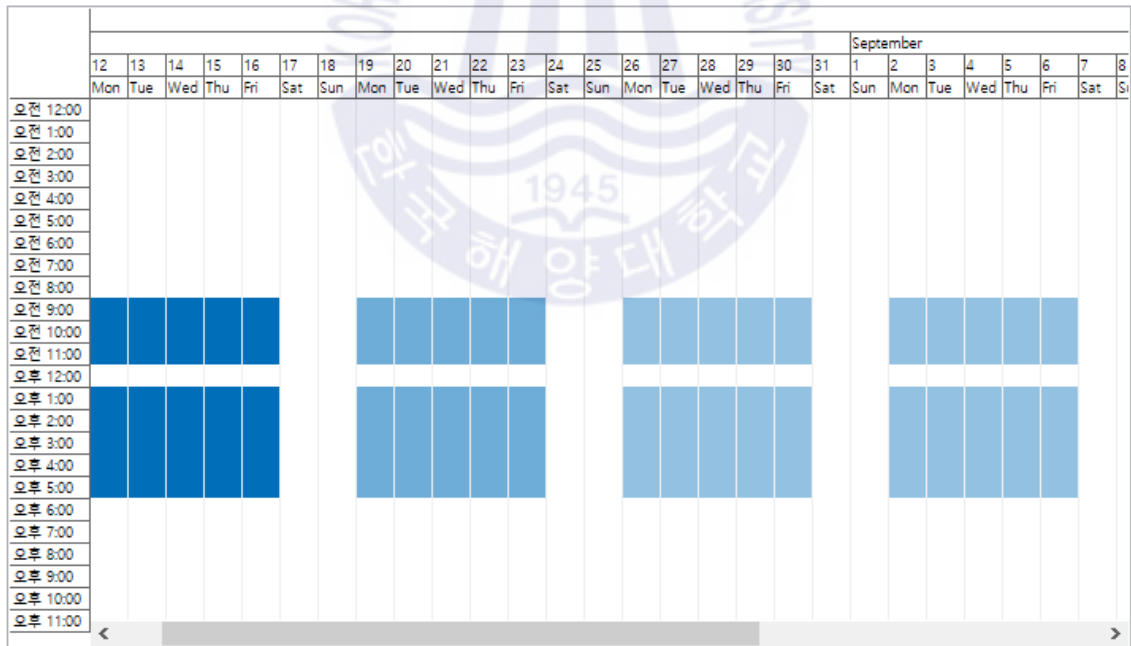 September
12 13 14 15 16 17 18 19 20 21 22 23 24 25 26 27 28 29 30 31 1 2 3 4 5 6 7 8
Mon Tue Wed Thu Fri Sat Sun Mon Tue Wed Thu Fri Sat Sun Mon Tue Wed Thu Fri Sat Sun Mon Tue Wed Thu Fri Sat
오전 12:00
오전 1:00
오전 2:00
오전 3:00
오전 4:00
오전 5:00
오전 6:00
오전 7:00
오전 8:00
오전 9:00
오전 10:00
오전 11:00
오후 12:00
오후 1:00
오후 2:00
오후 3:00
오후 4:00
오후 5:00
오후 6:00
오후 7:00
오후 8:00
오후 9:00
오후 10:00
오후 11:00
1945
한국해양대학교